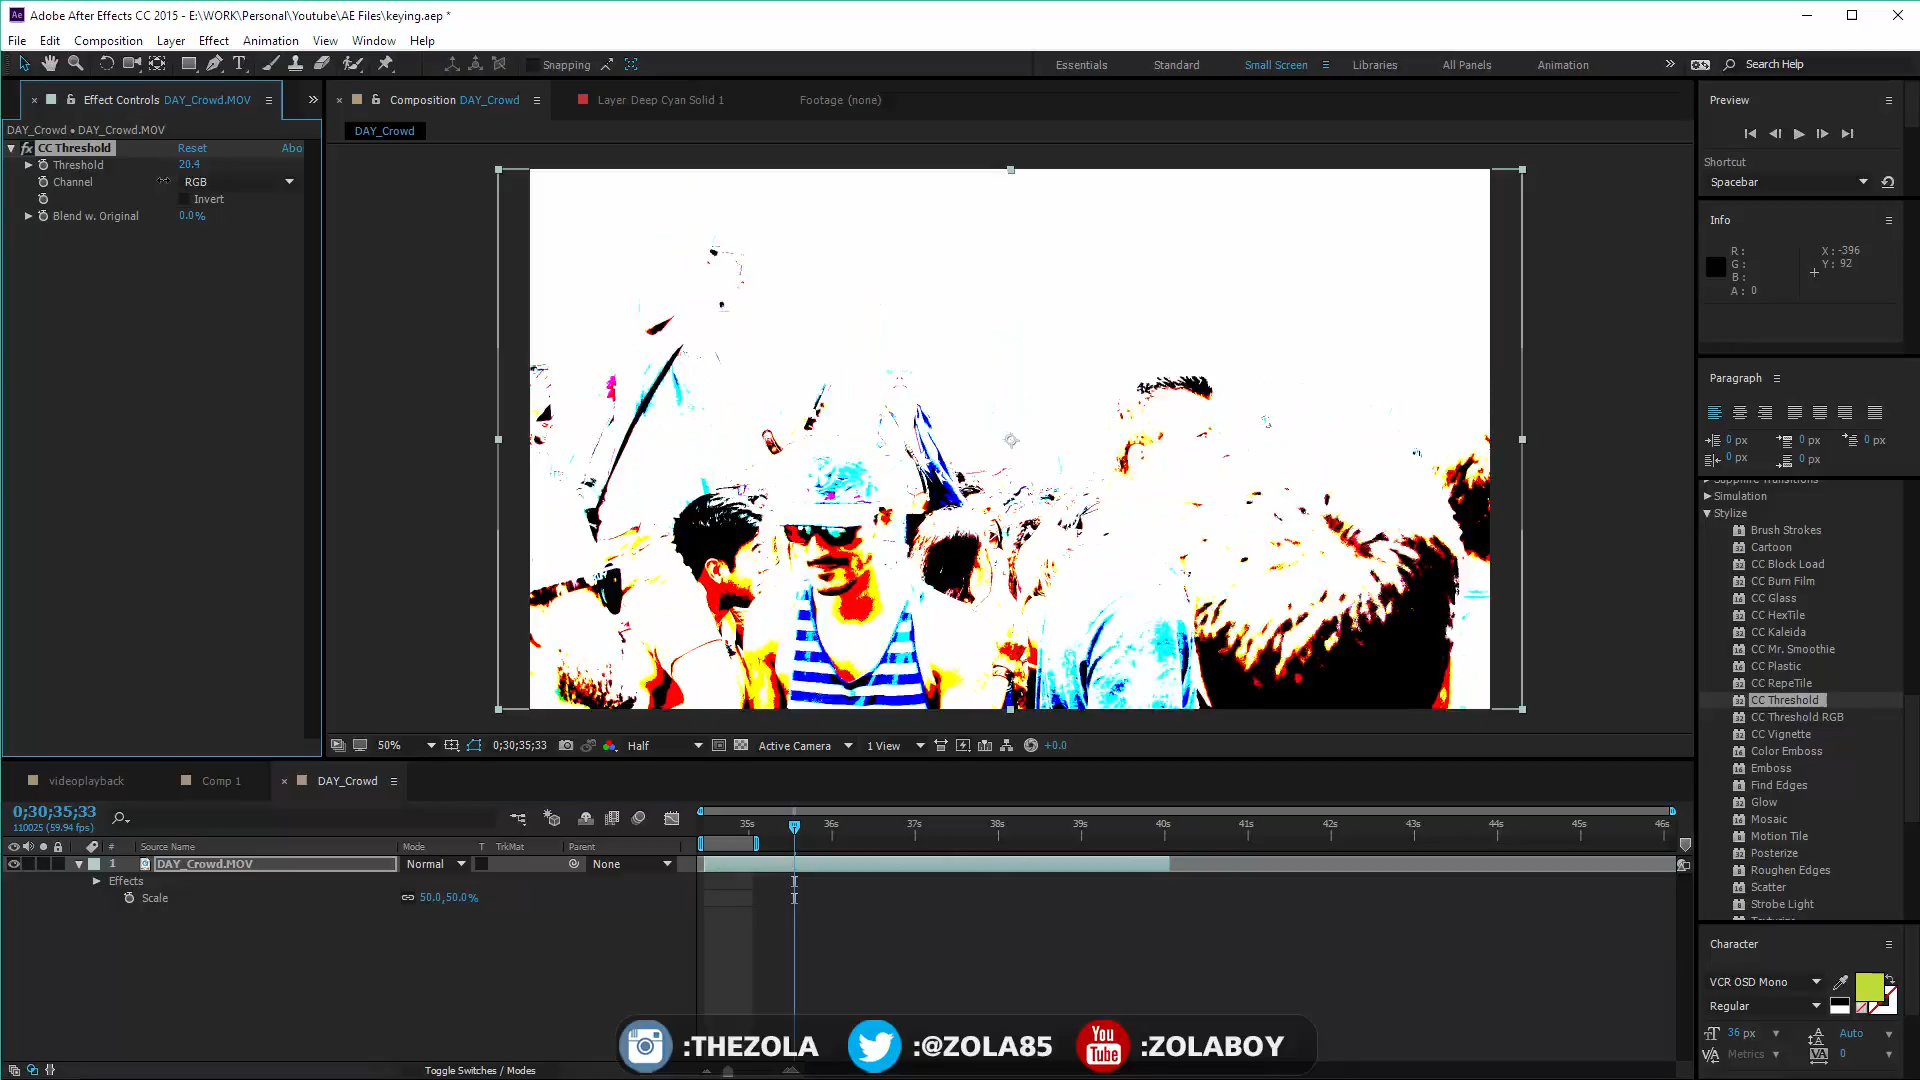 Adobe After Effects CC 2015 - E:\WORK\Personal\Youtube\AE Files\keying.aep *
File Edit Composition Layer Effect Animation View Window Help
Snapping
Essentials Standard Small Screen Libraries All Panels Animation
Search Help
Effect Controls DAY_Crowd.MOV
DAY_Crowd • DAY_Crowd.MOV
CC Threshold Reset Abo
Threshold 20.4
Channel RGB
Invert
Blend w. Original 0.0%
Composition DAY_Crowd
Layer Deep Cyan Solid 1
Footage (none)
DAY_Crowd
50% 0;30;35;33 Half Active Camera 1 View +0.0
Preview
Shortcut
Spacebar
Info
R :
G :
B :
A : 0
X : -396
Y : 92
Paragraph
0 px 0 px 0 px
0 px 0 px
Simulation
Stylize
Brush Strokes
Cartoon
CC Block Load
CC Burn Film
CC Glass
CC HexTile
CC Kaleida
CC Mr. Smoothie
CC Plastic
CC RepeTile
CC Threshold
CC Threshold RGB
CC Vignette
Color Emboss
Emboss
Find Edges
Glow
Mosaic
Motion Tile
Posterize
Roughen Edges
Scatter
Strobe Light
Character
VCR OSD Mono
Regular
36 px Auto
Metrics 0
videoplayback Comp 1 DAY_Crowd
0;30;35;33
110025 (59.94 fps)
# Source Name Mode T TrkMat Parent
1 DAY_Crowd.MOV Normal None
Effects
Scale 50.0,50.0%
35s 36s 37s 38s 39s 40s 41s 42s 43s 44s 45s 46s
Toggle Switches / Modes
:THEZOLA :@ZOLA85 You Tube :ZOLABOY